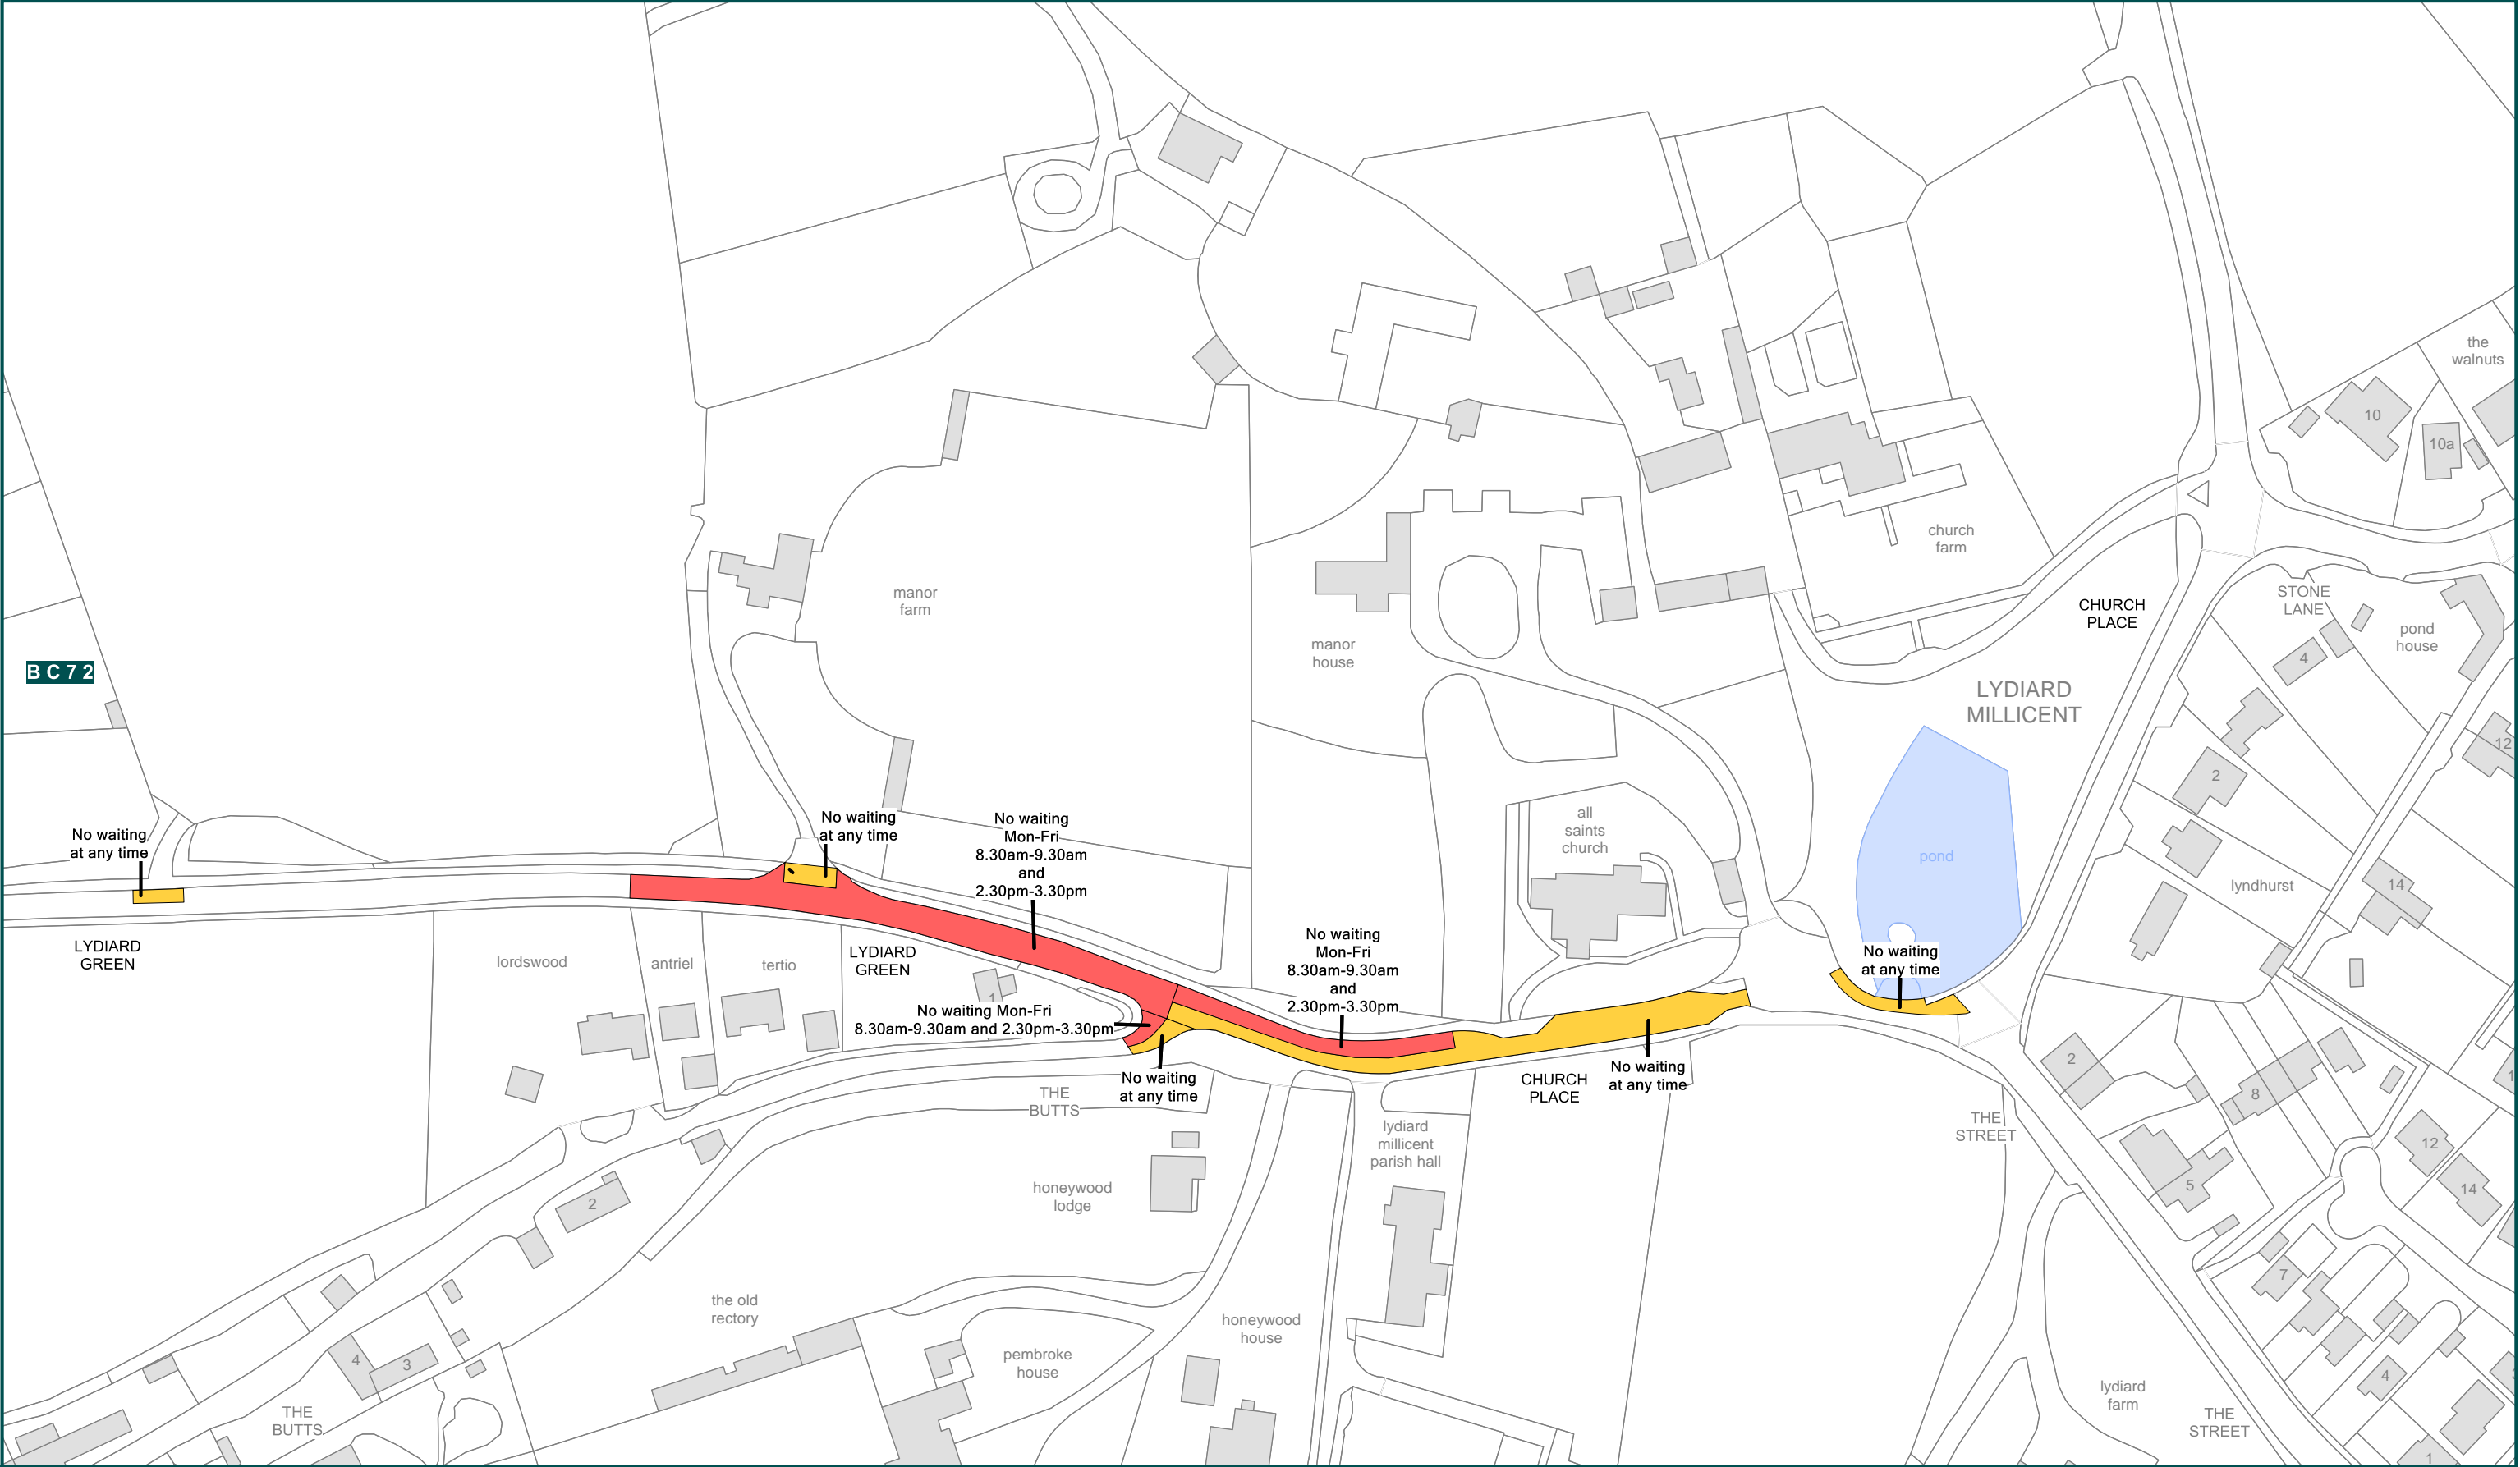 the
walnuts
10
10a
church
farm
STONE
LANE
CHURCH
PLACE
pond
house
manor
farm
manor
house
4
BC72
LYDIARD
MILLICENT
12
2
No waiting
at any time
No waiting
at any time
No waiting
Mon-Fri
8.30am-9.30am
and
2.30pm-3.30pm
all
saints
church
pond
lyndhurst
14
LYDIARD
GREEN
lordswood
antriel
tertio
LYDIARD
GREEN
1
No waiting Mon-Fri
8.30am-9.30am and 2.30pm-3.30pm
No waiting
Mon-Fri
8.30am-9.30am
and
2.30pm-3.30pm
No waiting
at any time
No waiting
at any time
THE
BUTTS
No waiting
at any time
CHURCH
PLACE
2
8
THE
STREET
lydiard
millicent
parish hall
12
14
5
honeywood
lodge
2
7
the old
rectory
honeywood
house
pembroke
house
4
3
THE
BUTTS
lydiard
farm
4
THE
STREET
1